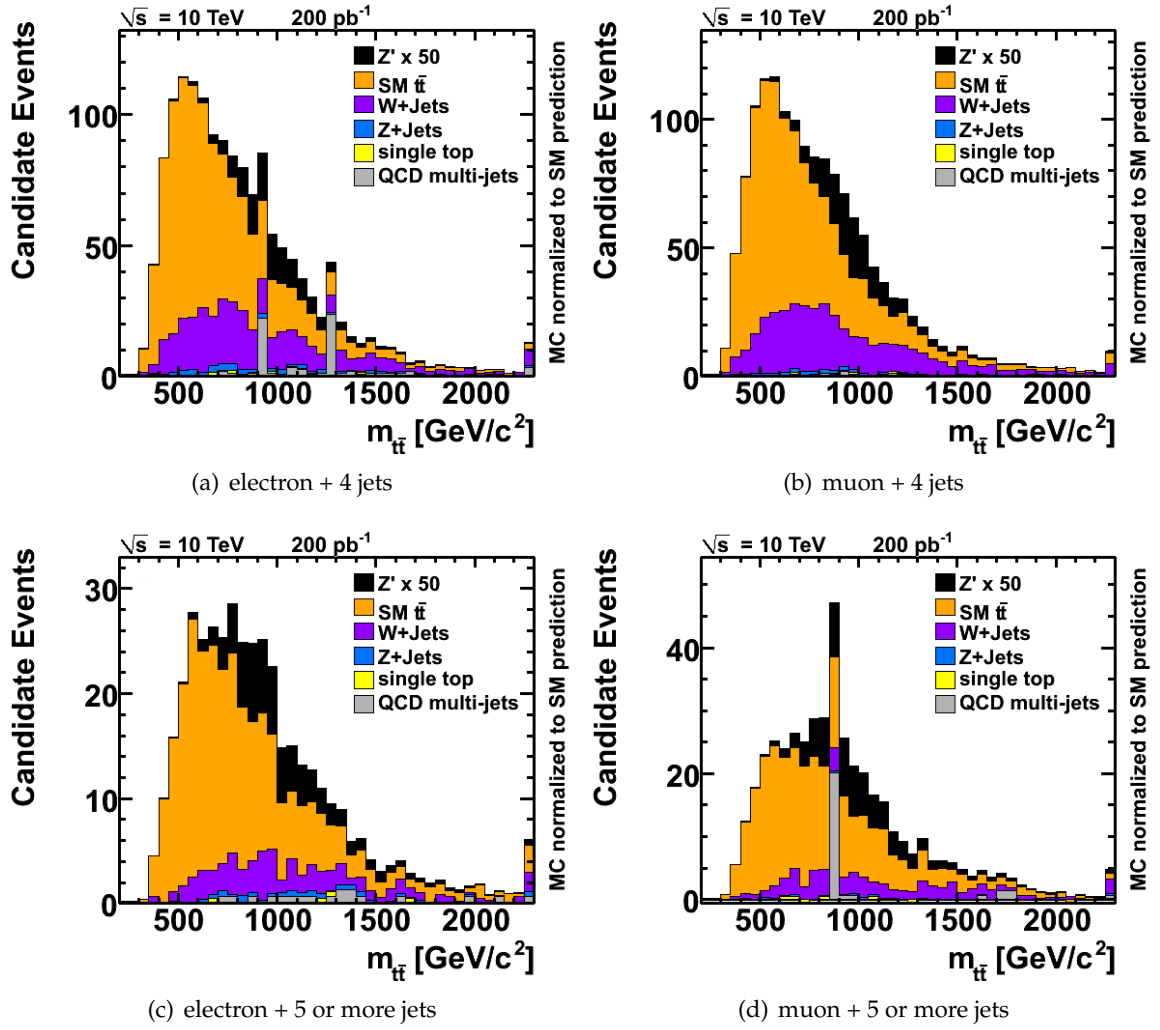 √s = 10 TeV 200 pb-1
Candidate Events
100
50
0
Z' x 50
SM tt̄
W+Jets
Z+Jets
single top
QCD multi-jets
MC normalized to SM prediction
500 1000 1500 2000
mtt̄ [GeV/c2]
(a) electron + 4 jets
√s = 10 TeV 200 pb-1
Candidate Events
100
50
0
Z' x 50
SM tt̄
W+Jets
Z+Jets
single top
QCD multi-jets
MC normalized to SM prediction
500 1000 1500 2000
mtt̄ [GeV/c2]
(b) muon + 4 jets
√s = 10 TeV 200 pb-1
Candidate Events
30
20
10
0
Z' x 50
SM tt̄
W+Jets
Z+Jets
single top
QCD multi-jets
MC normalized to SM prediction
500 1000 1500 2000
mtt̄ [GeV/c2]
(c) electron + 5 or more jets
√s = 10 TeV 200 pb-1
Candidate Events
40
20
0
Z' x 50
SM tt̄
W+Jets
Z+Jets
single top
QCD multi-jets
MC normalized to SM prediction
500 1000 1500 2000
mtt̄ [GeV/c2]
(d) muon + 5 or more jets